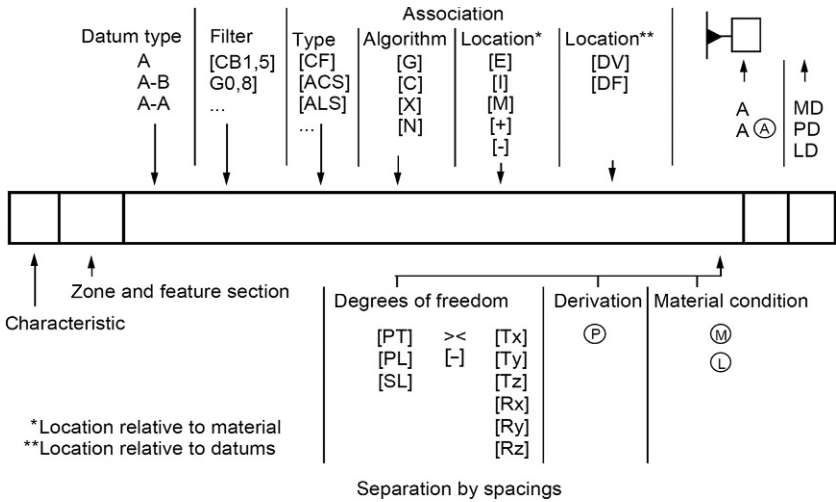 Association
Datum type
A
A-B
A-A
Filter
[CB1,5]
G0,8]
...
Type
[CF]
[ACS]
[ALS]
...
Algorithm
[G]
[C]
[X]
[N]
Location*
[E]
[I]
[M]
[+]
[-]
Location**
[DV]
[DF]
A
A Ⓐ
MD
PD
LD
Zone and feature section
Characteristic
Degrees of freedom
[PT] >< [Tx]
[PL] [–] [Ty]
[SL] [Tz]
[Rx]
[Ry]
[Rz]
Derivation
Ⓟ
Material condition
Ⓜ
Ⓛ
*Location relative to material
**Location relative to datums
Separation by spacings